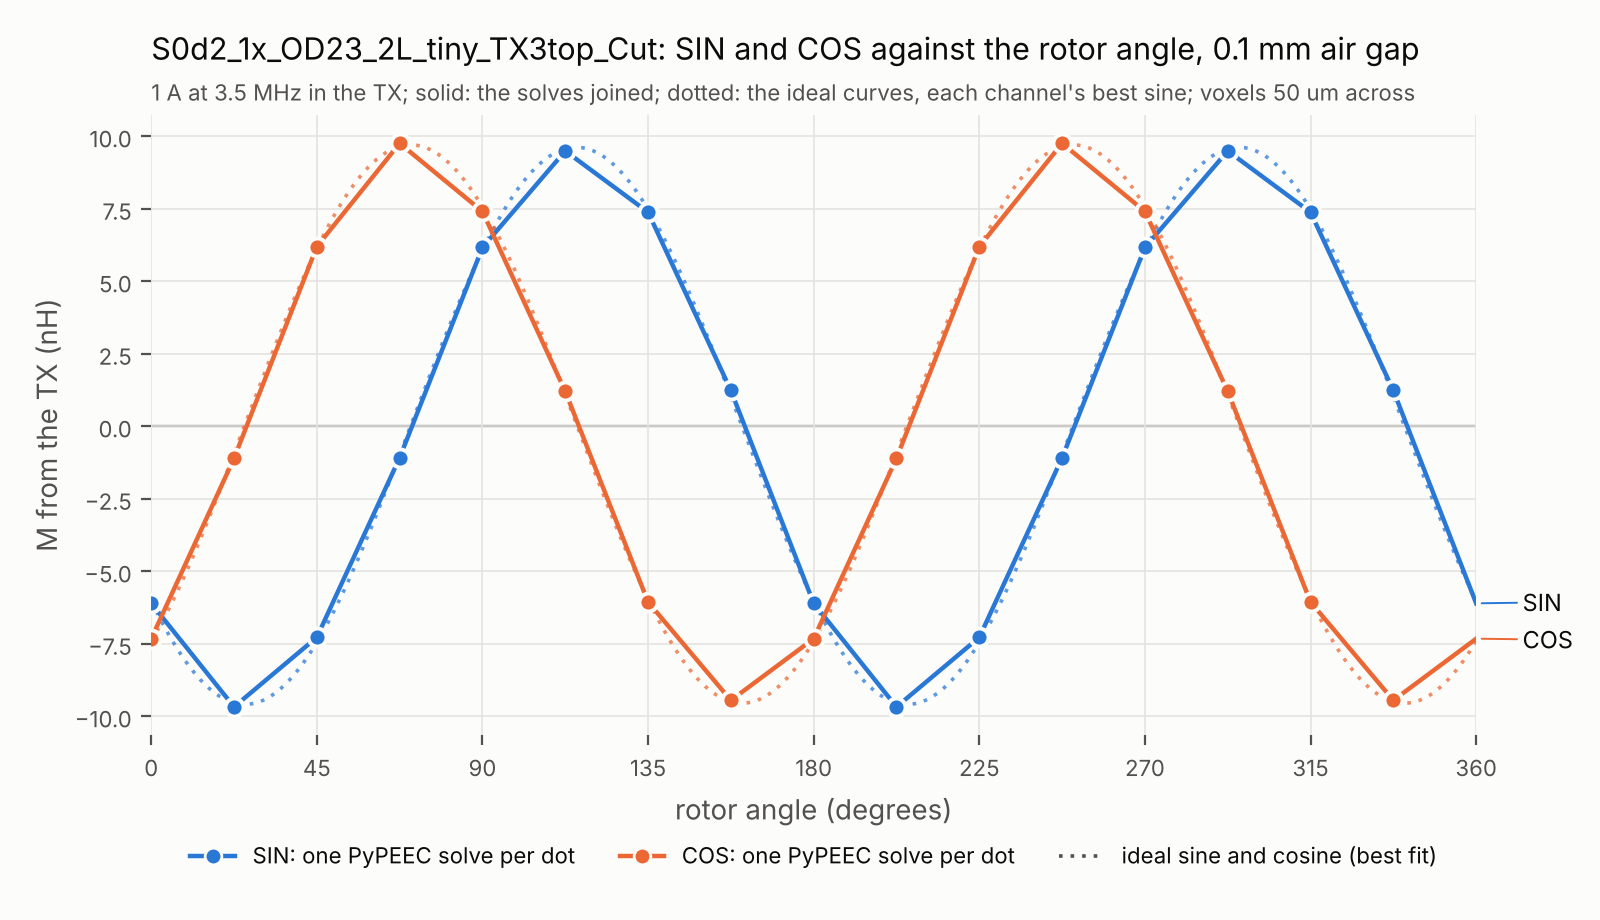 S0d2_1x_OD23_2L_tiny_TX3top_Cut: SIN and COS against the rotor angle, 0.1 mm air gap
1 A at 3.5 MHz in the TX; solid: the solves joined; dotted: the ideal curves, each channel's best sine; voxels 50 um across
M from the TX (nH)
10.0
7.5
5.0
2.5
0.0
−2.5
−5.0
−7.5
−10.0
SIN
COS
0 45 90 135 180 225 270 315 360
rotor angle (degrees)
SIN: one PyPEEC solve per dot COS: one PyPEEC solve per dot ideal sine and cosine (best fit)